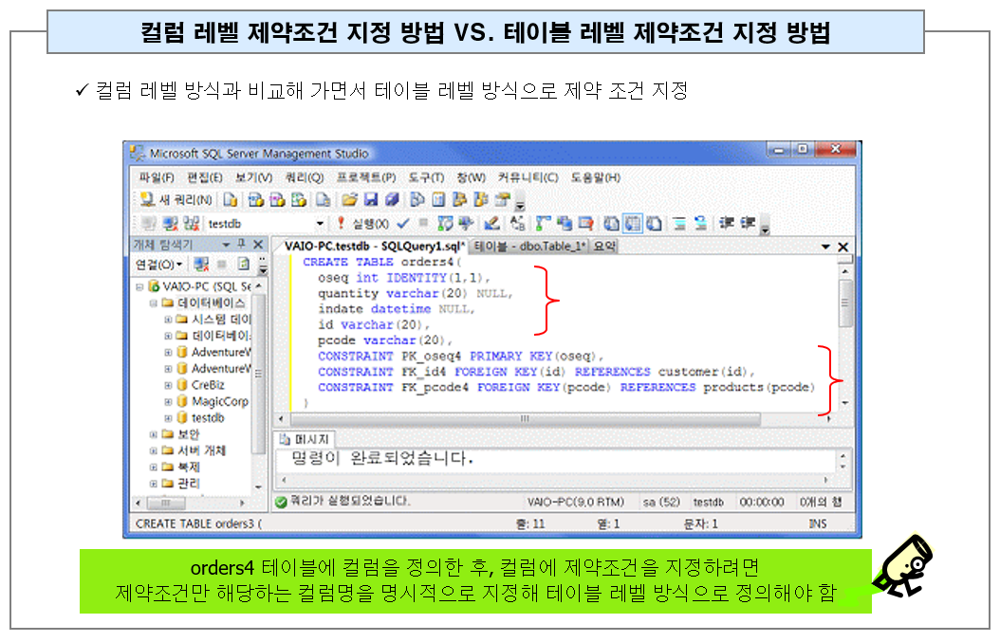 컬럼 레벨 제약조건 지정 방법 VS. 테이블 레벨 제약조건 지정 방법
✓ 컬럼 레벨 방식과 비교해 가면서 테이블 레벨 방식으로 제약 조건 지정
Microsoft SQL Server Management Studio
파일(F) 편집(E) 보기(V) 쿼리(Q) 프로젝트(P) 도구(T) 창(W) 커뮤니티(C) 도움말(H)
새 쿼리(N)
testdb 실행(X)
개체 탐색기
VAIO-PC.testdb - SQLQuery1.sql* 테이블 - dbo.Table_1* 요약
연결(O)
VAIO-PC (SQL Se
데이터베이스
시스템 데이
데이터베이
AdventureW
AdventureW
CreBiz
MagicCorp
testdb
보안
서버 개체
복제
관리
CREATE TABLE orders4(
oseq int IDENTITY(1,1),
quantity varchar(20) NULL,
indate datetime NULL,
id varchar(20),
pcode varchar(20),
CONSTRAINT PK_oseq4 PRIMARY KEY(oseq),
CONSTRAINT FK_id4 FOREIGN KEY(id) REFERENCES customer(id),
CONSTRAINT FK_pcode4 FOREIGN KEY(pcode) REFERENCES products(pcode)
)
메시지
명령이 완료되었습니다.
쿼리가 실행되었습니다. VAIO-PC(9,0 RTM) sa (52) testdb 00:00:00 0개의 행
CREATE TABLE orders3 ( 줄: 11 열: 1 문자: 1 INS
orders4 테이블에 컬럼을 정의한 후, 컬럼에 제약조건을 지정하려면
제약조건만 해당하는 컬럼명을 명시적으로 지정해 테이블 레벨 방식으로 정의해야 함